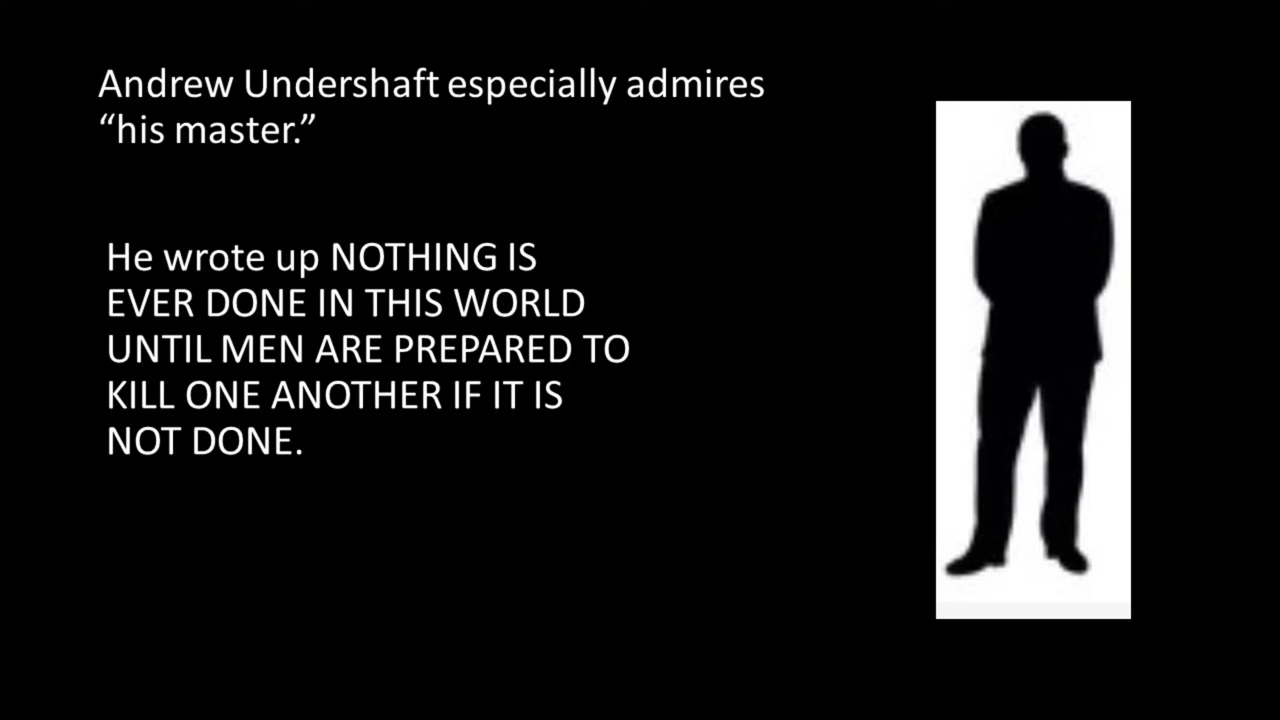 Andrew Undershaft especially admires
“his master.”
He wrote up NOTHING IS
EVER DONE IN THIS WORLD
UNTIL MEN ARE PREPARED TO
KILL ONE ANOTHER IF IT IS
NOT DONE.